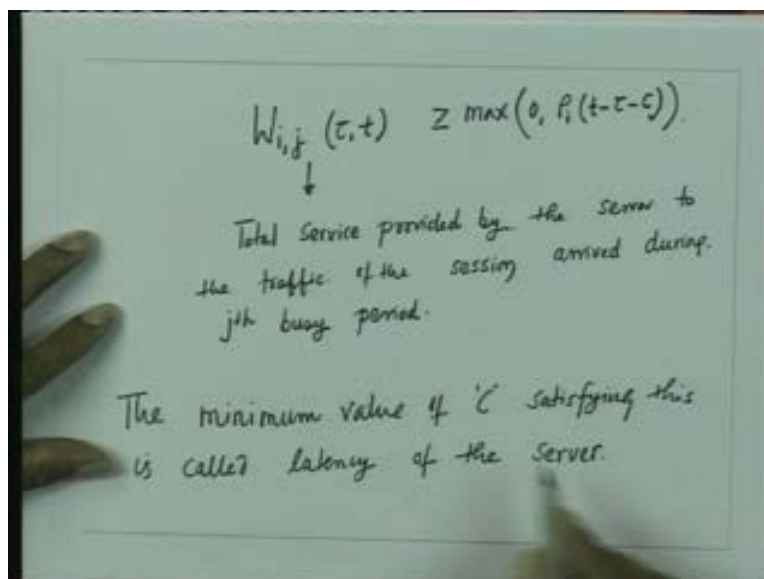 W_{i,j} (τ, t) ≥ max(0, ρ_i (t-τ-C)).
↓
Total service provided by the server to
the traffic of the session arrived during
jth busy period.
The minimum value of 'C' satisfying this
is called latency of the server.